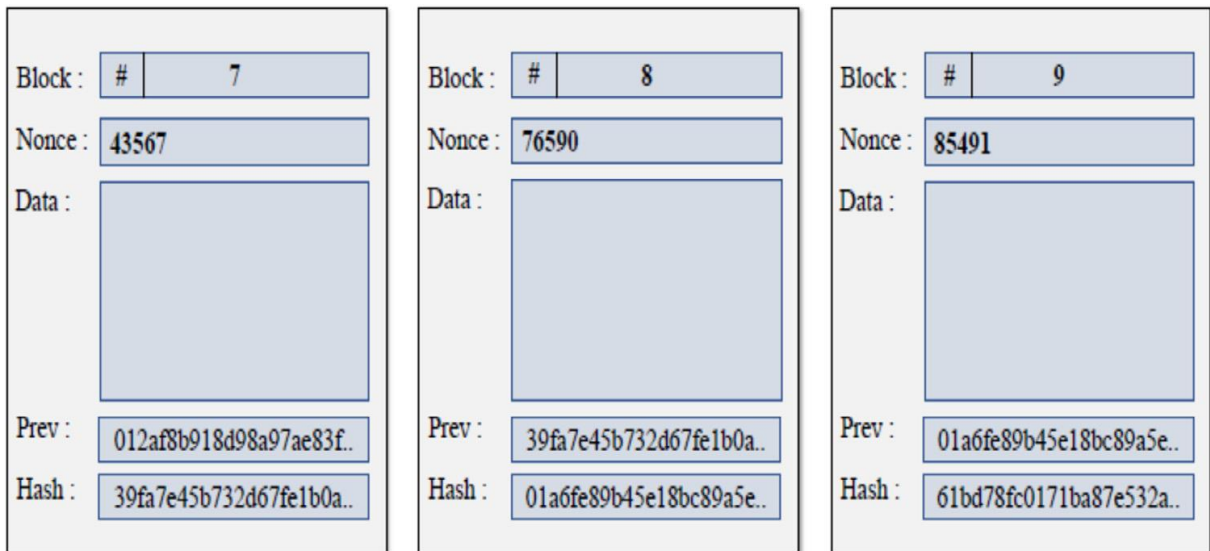 Block : # 7
Nonce : 43567
Data :
Prev : 012af8b918d98a97ae83f..
Hash : 39fa7e45b732d67fe1b0a..
Block : # 8
Nonce : 76590
Data :
Prev : 39fa7e45b732d67fe1b0a..
Hash : 01a6fe89b45e18bc89a5e..
Block : # 9
Nonce : 85491
Data :
Prev : 01a6fe89b45e18bc89a5e..
Hash : 61bd78fc0171ba87e532a..